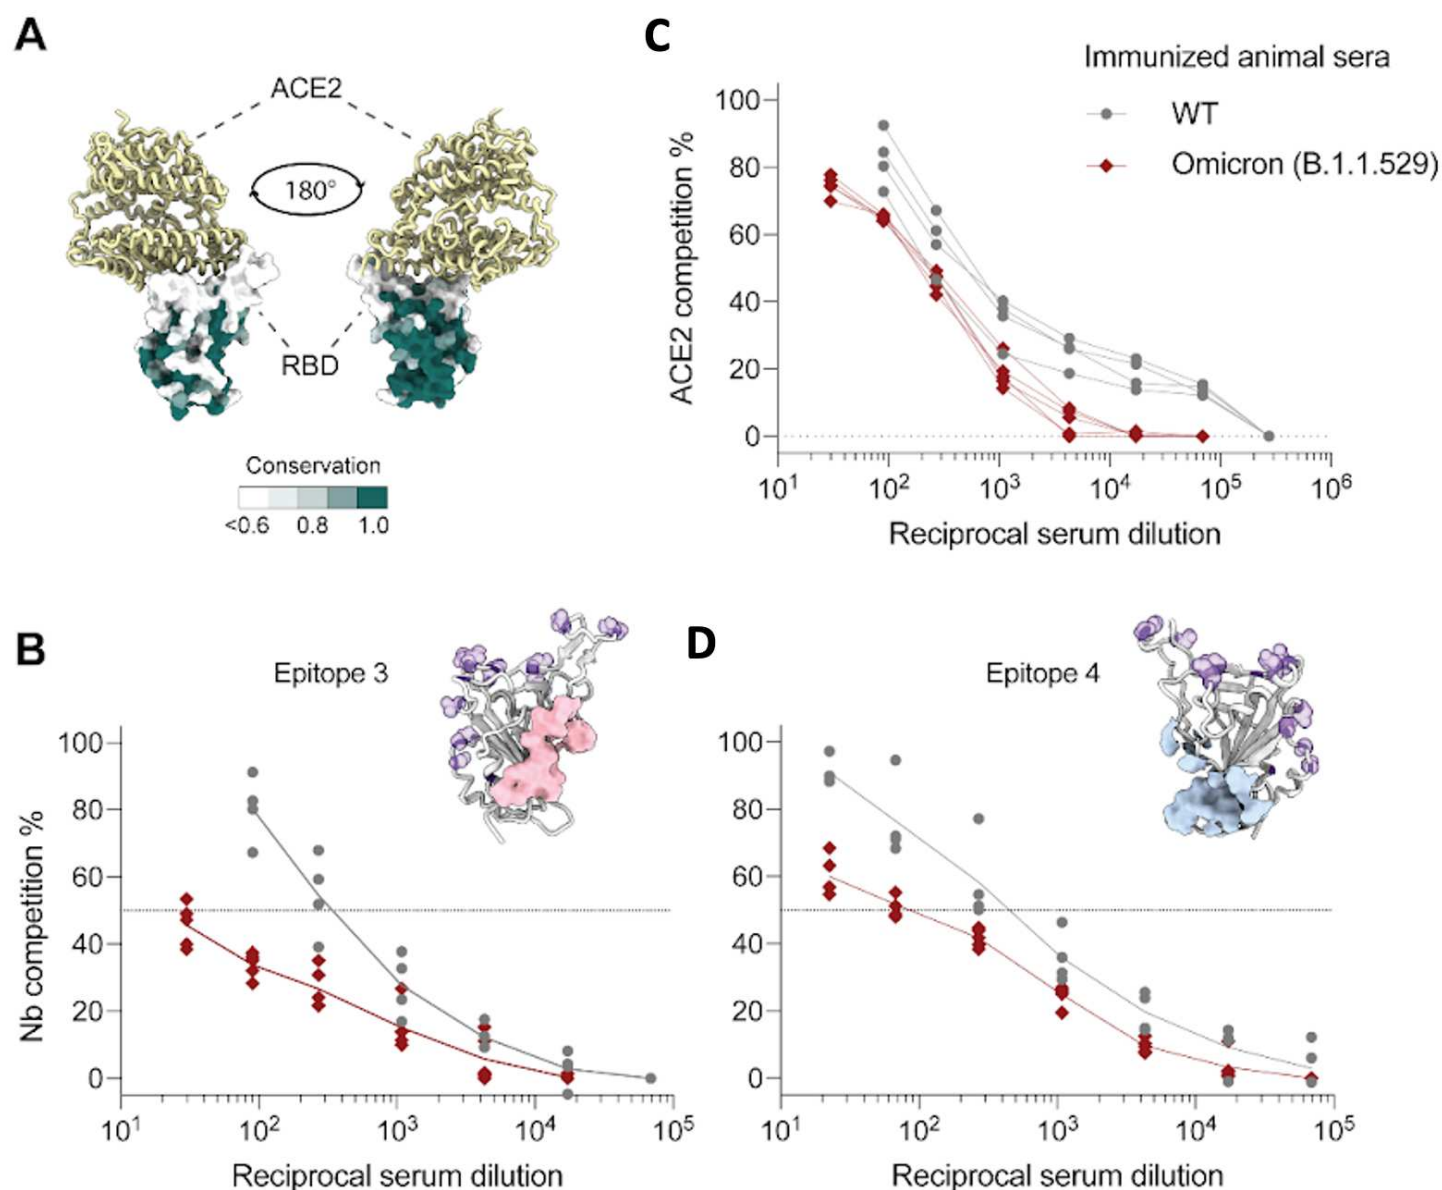 A
ACE2
180°
RBD
Conservation
<0.6 0.8 1.0
C
Immunized animal sera
WT
Omicron (B.1.1.529)
ACE2 competition %
100
80
60
40
20
0
10¹ 10² 10³ 10⁴ 10⁵ 10⁶
Reciprocal serum dilution
B
Epitope 3
Nb competition %
100
80
60
40
20
0
10¹ 10² 10³ 10⁴ 10⁵
Reciprocal serum dilution
D
Epitope 4
100
80
60
40
20
0
10¹ 10² 10³ 10⁴ 10⁵
Reciprocal serum dilution